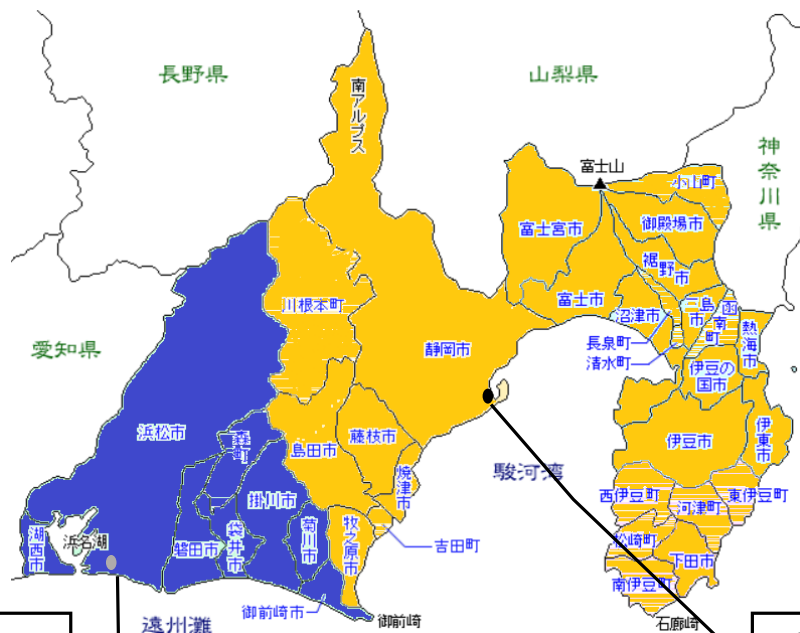 長野県
山梨県
神奈川県
南アルプス
富士山
小山町
富士宮市
御殿場市
裾野市
富士市
沼津市
三島市
函南町
熱海市
長泉町
清水町
伊豆の国市
川根本町
静岡市
愛知県
浜松市
森町
島田市
藤枝市
焼津市
掛川市
駿河湾
伊豆市
伊東市
西伊豆町
河津町
東伊豆町
松崎町
下田市
南伊豆町
石廊崎
湖西市
浜名湖
磐田市
袋井市
菊川市
牧之原市
吉田町
御前崎市
御前崎
遠州灘